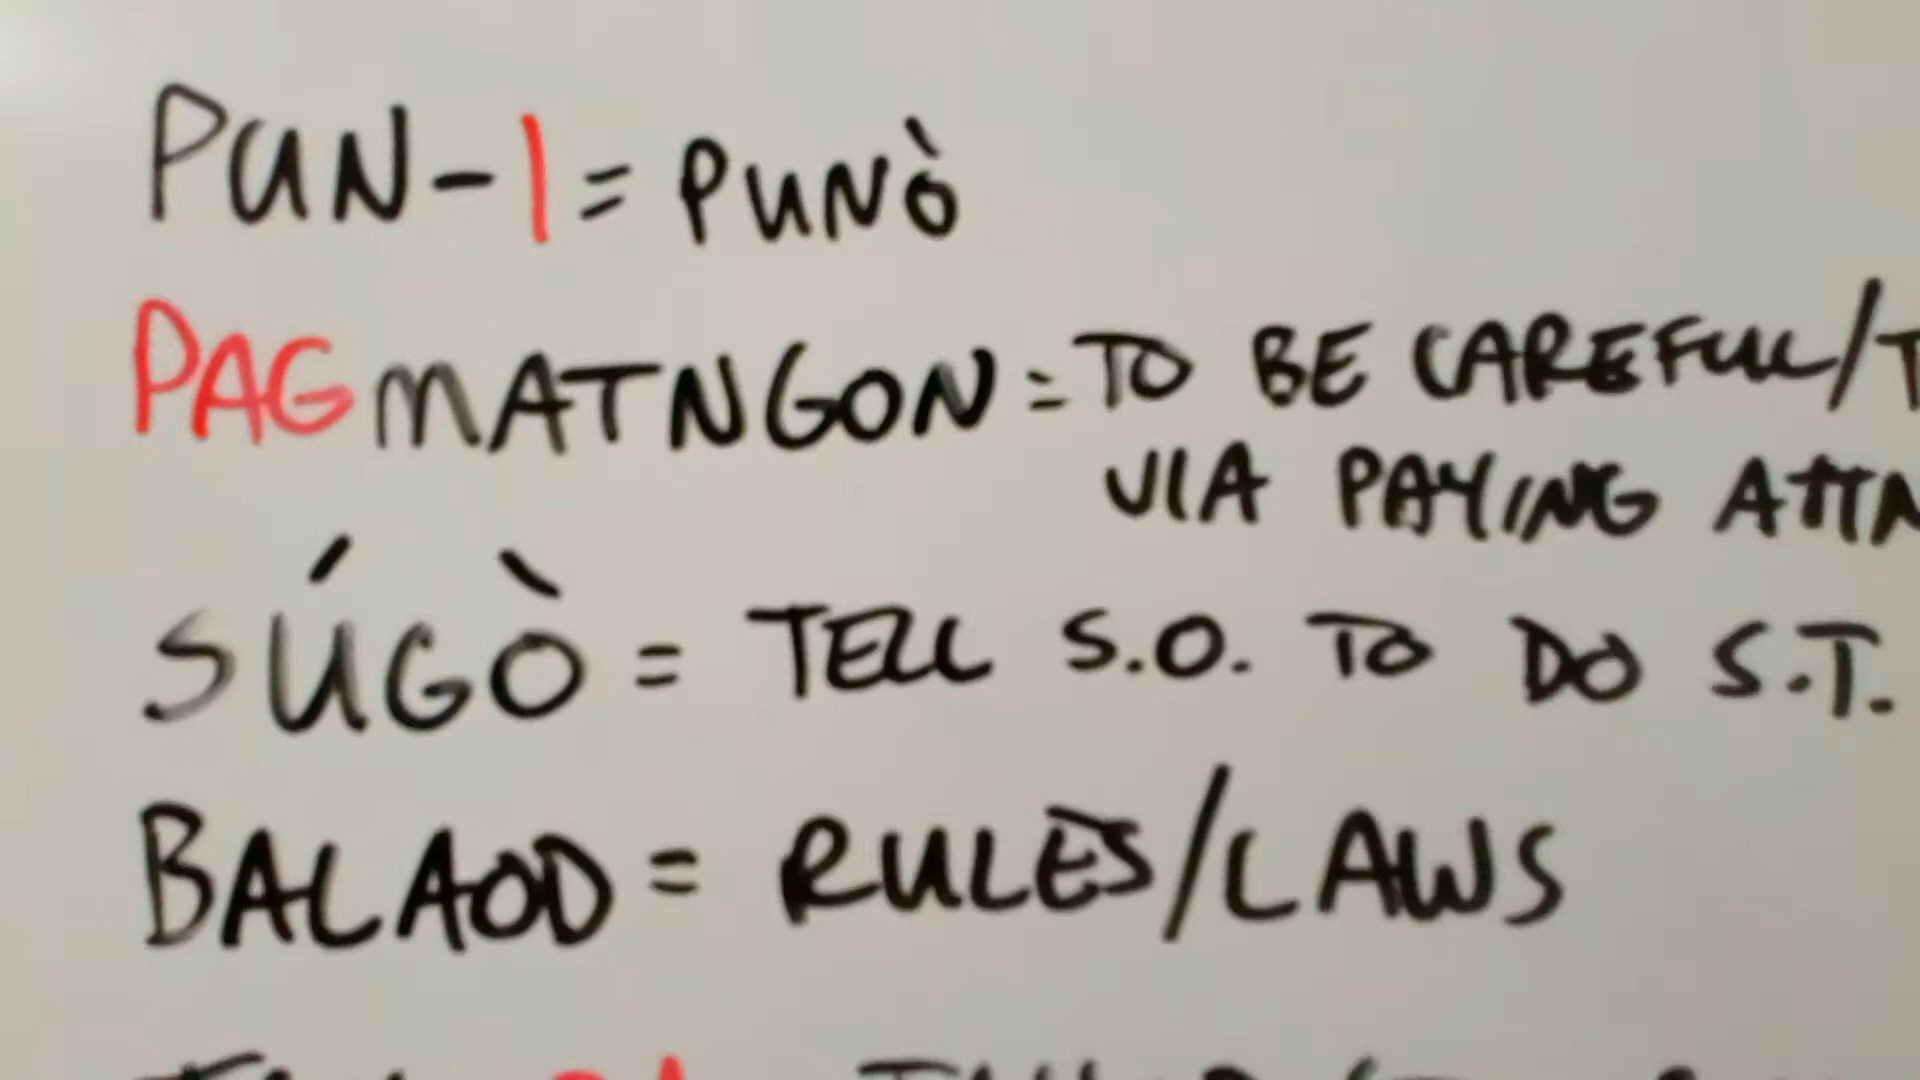 PUN-I = PUNÒ
PAGMATNGON = TO BE CAREFUL/T
VIA PAYING ATTN
SÚGÒ = TELL S.O. TO DO S.T.
BALAOD = RULES/LAWS